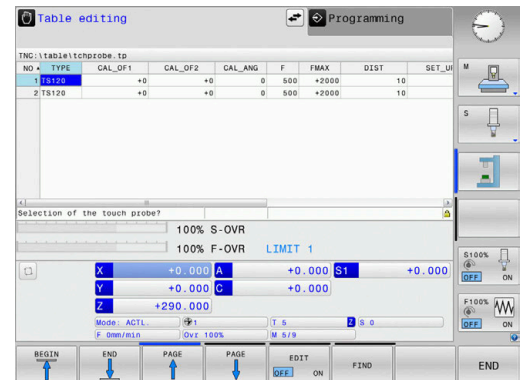 Table editing
Programming
TNC:\table\tchprobe.tp
NO TYPE CAL_OF1 CAL_OF2 CAL_ANG F FMAX DIST SET_UP
1 TS120 +0 +0 0 500 +2000 10
2 TS120 +0 +0 0 500 +2000 10
Selection of the touch probe?
100% S-OVR
100% F-OVR LIMIT 1
X +0.000 A +0.000 S1 +0.000
Y +0.000 C +0.000
Z +290.000
Mode: ACTL. 1 T 5 Z S 0
F 0mm/min Ovr 100% M 5/9
M
S
S100%
OFF ON
F100%
OFF ON
BEGIN
END
PAGE
PAGE
EDIT
OFF ON
FIND
END